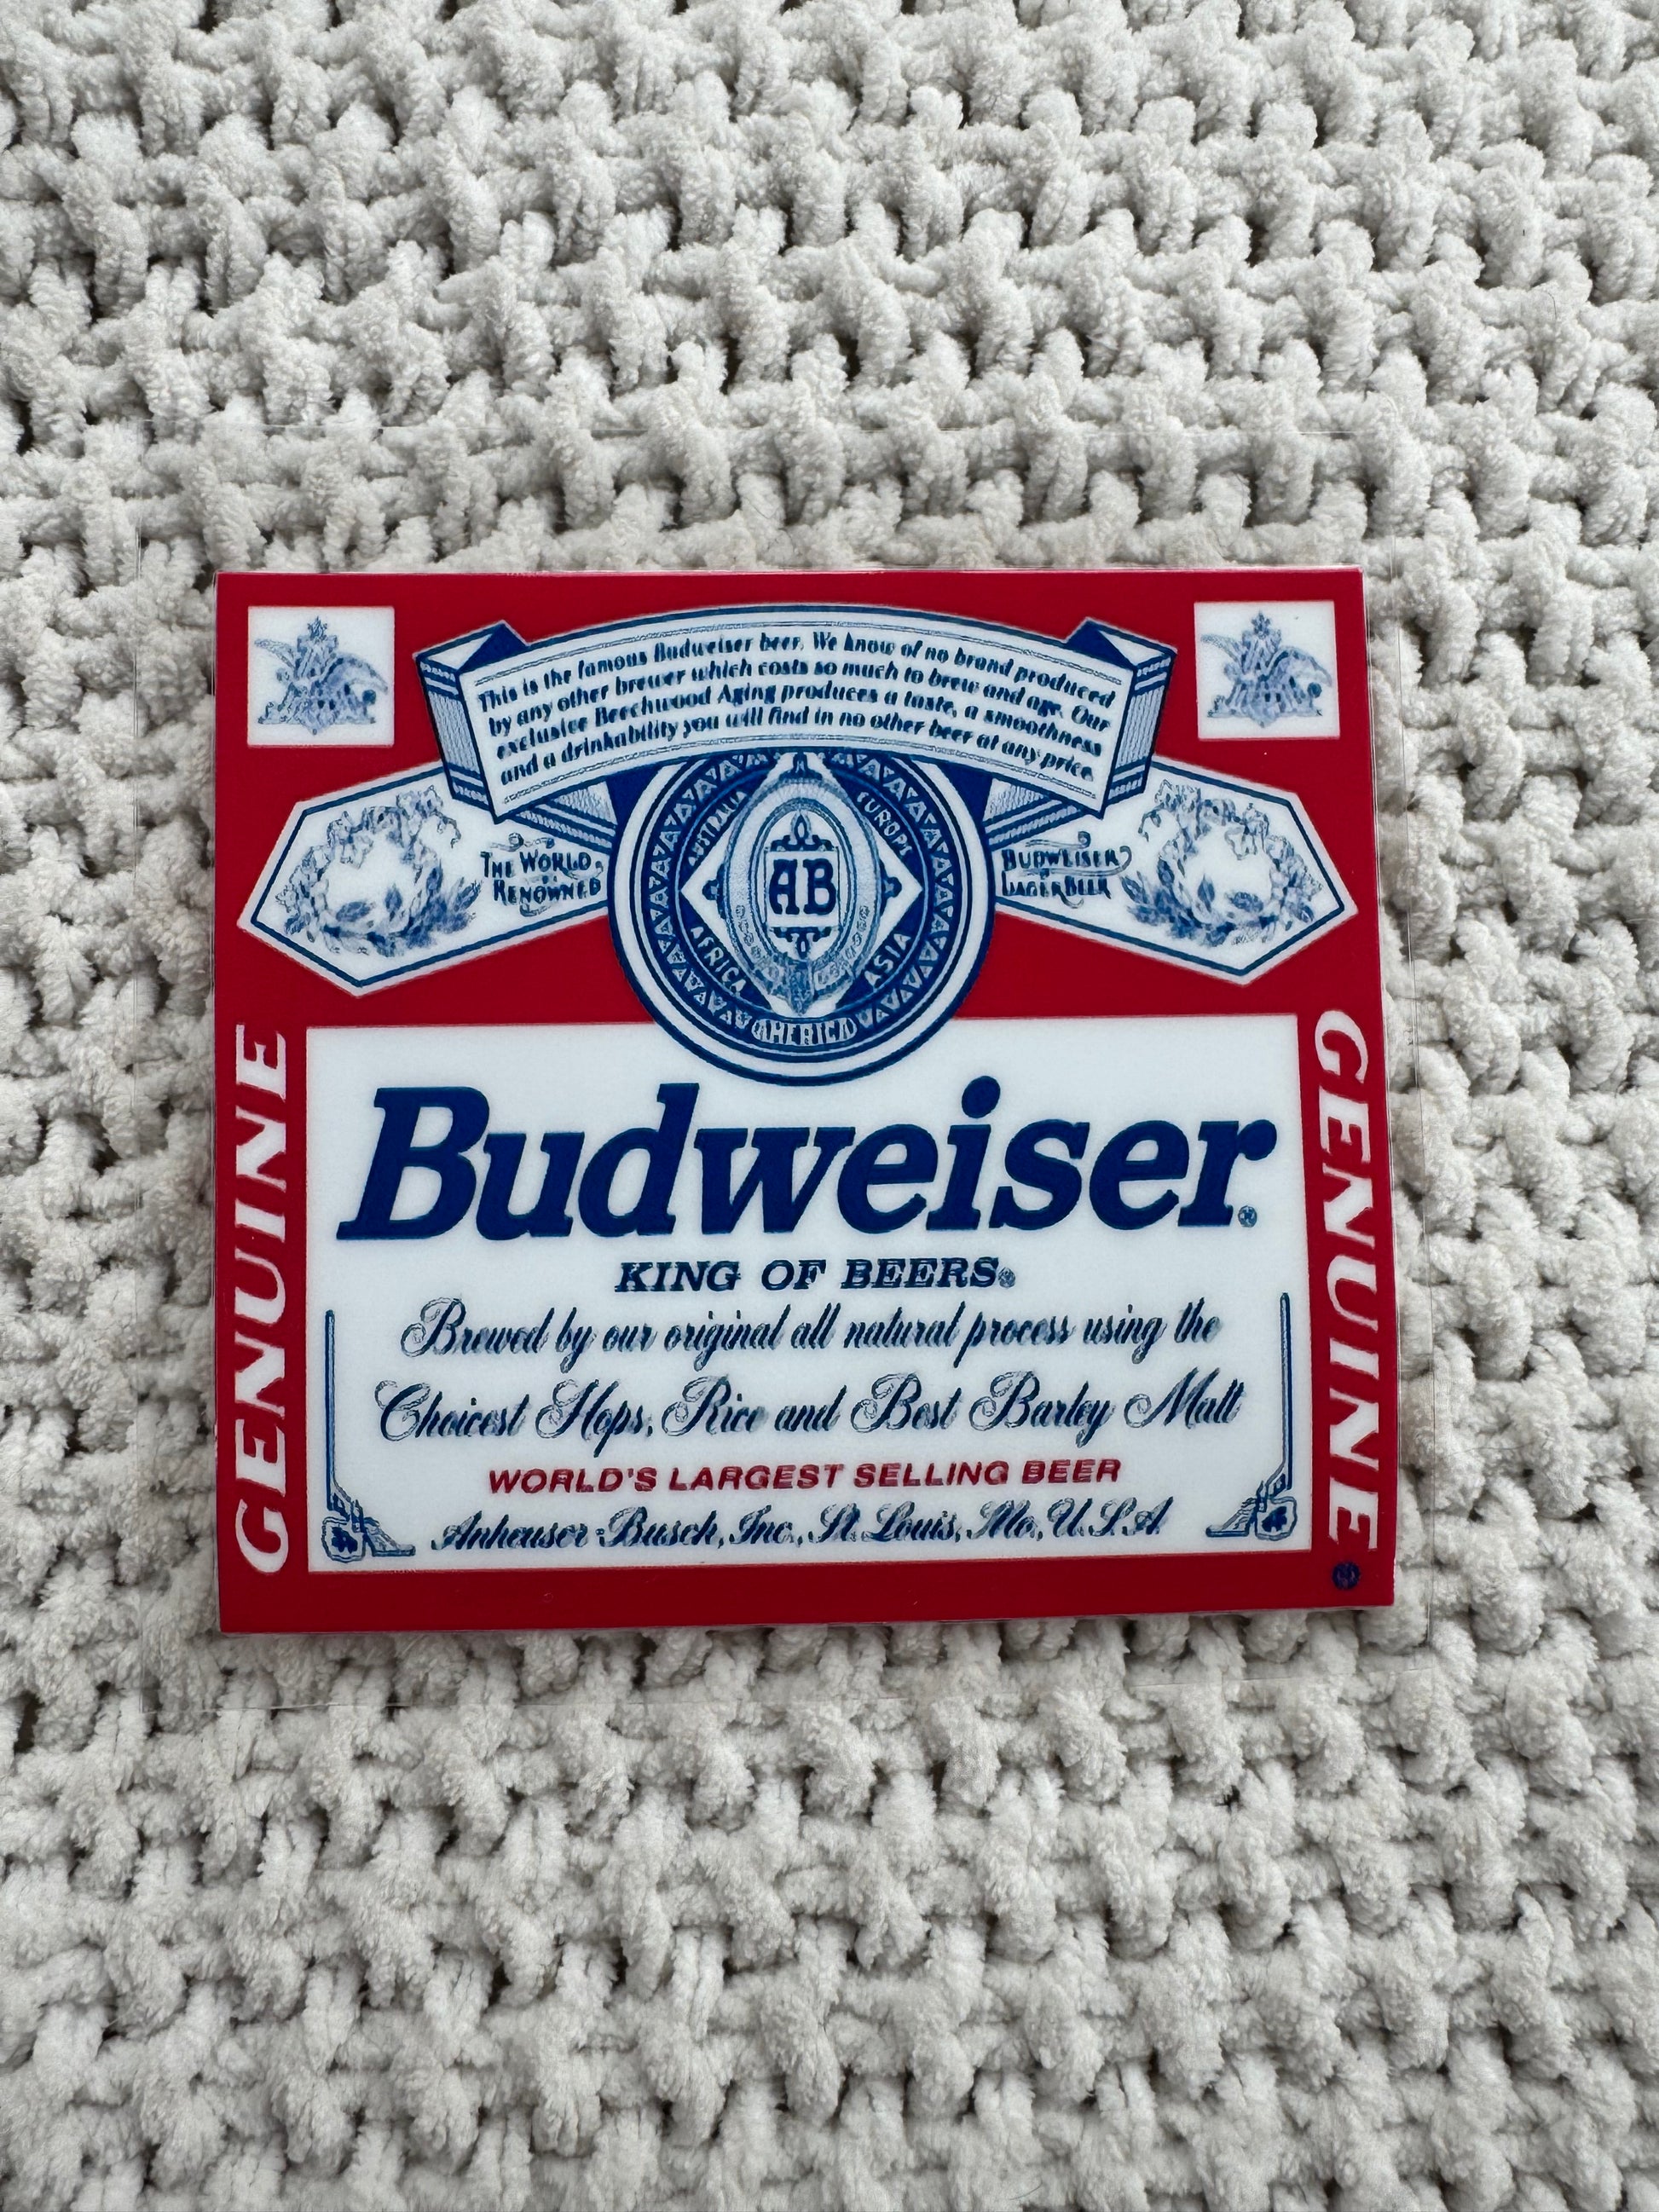 This is the famous Budweiser beer. We know of no brand produced
by any other brewer which costs so much to brew and age. Our
exclusive Beechwood Aging produces a taste, a smoothness
and a drinkability you will find in no other beer at any price.
THE WORLD
RENOWNED
AUSTRALIA
EUROPE
AB
AFRICA
ASIA
AMERICA
BUDWEISER
LAGER BEER
GENUINE
Budweiser®
KING OF BEERS®
Brewed by our original all natural process using the
Choicest Hops, Rice and Best Barley Malt
WORLD'S LARGEST SELLING BEER
Anheuser-Busch, Inc., St. Louis, Mo., U.S.A.
GENUINE